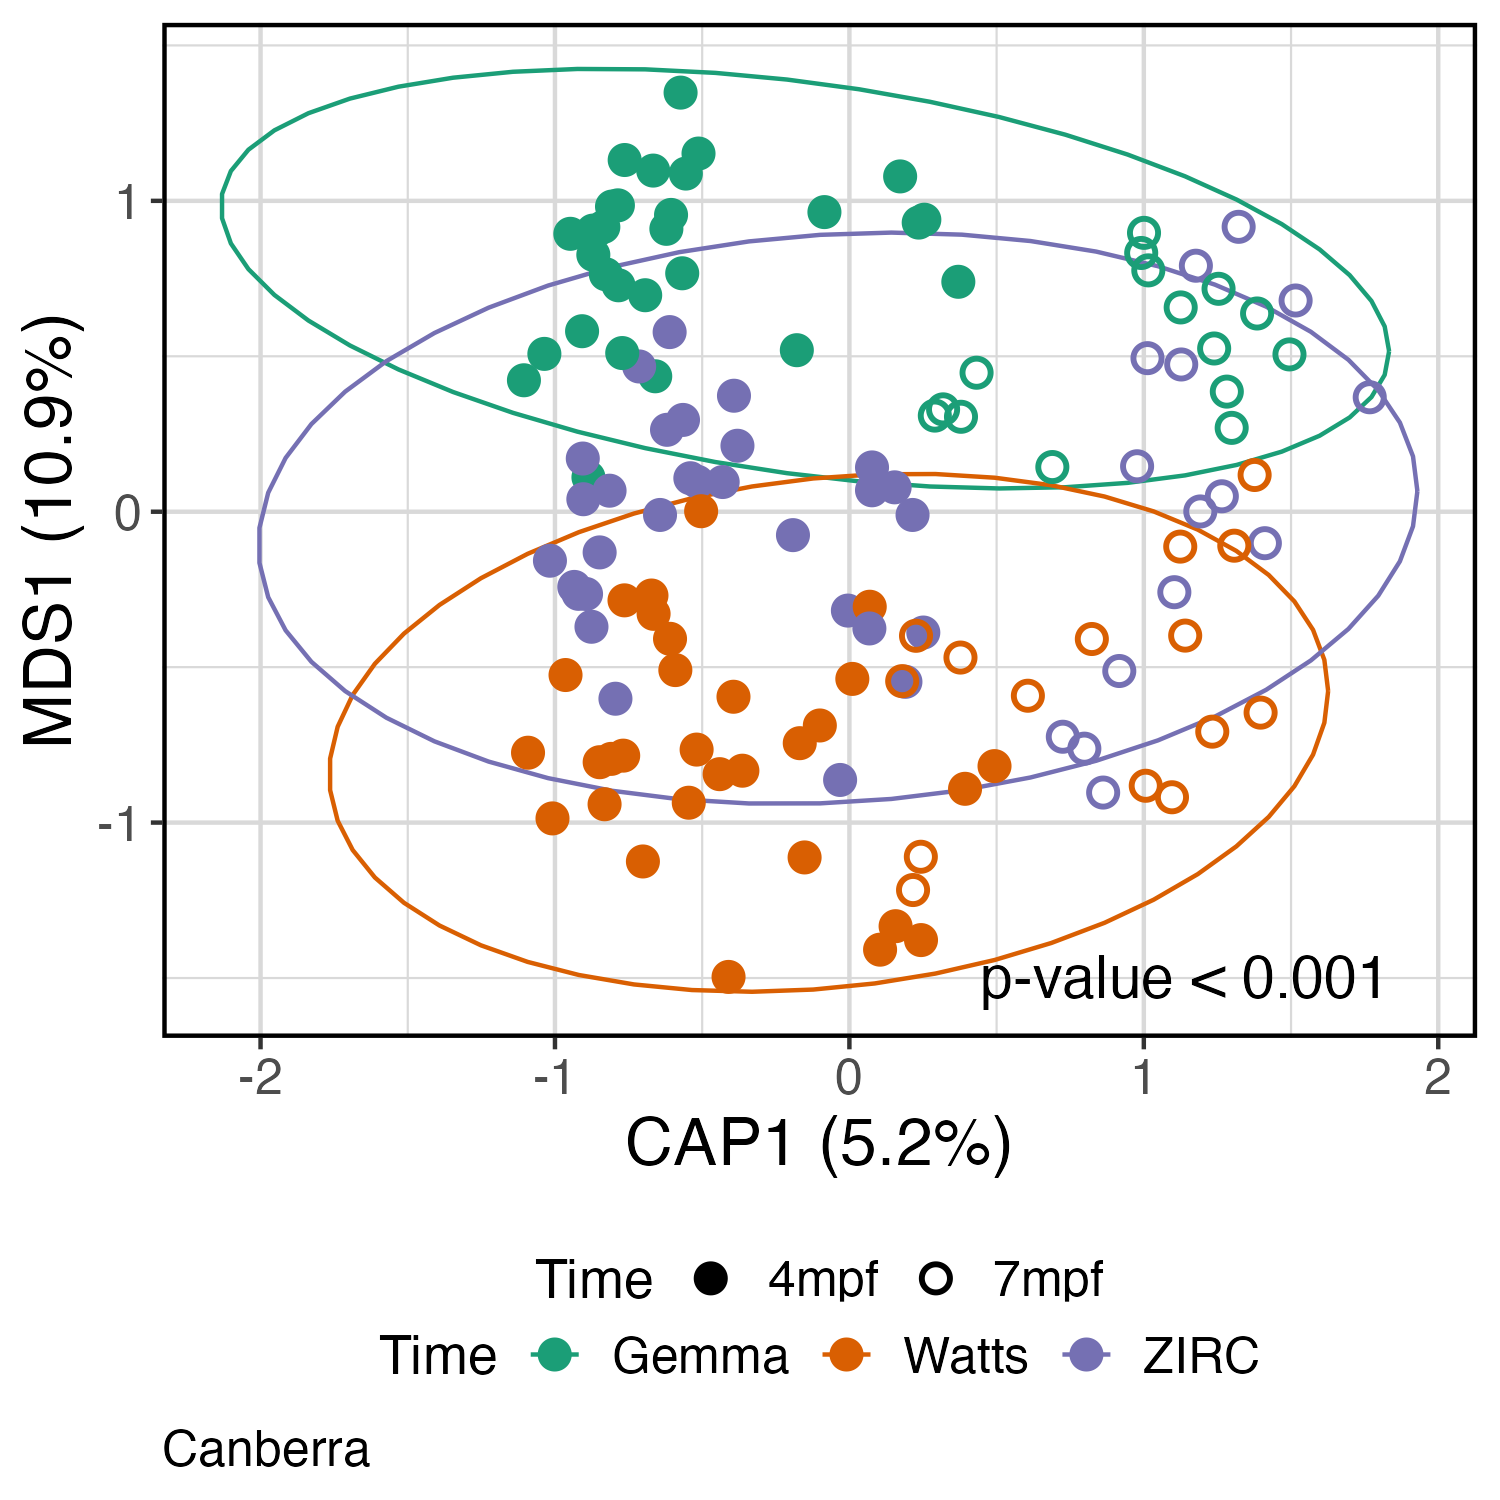 MDS1 (10.9%)
1
0
-1
p-value < 0.001
-2 -1 0 1 2
CAP1 (5.2%)
Time 4mpf 7mpf
Time Gemma Watts ZIRC
Canberra